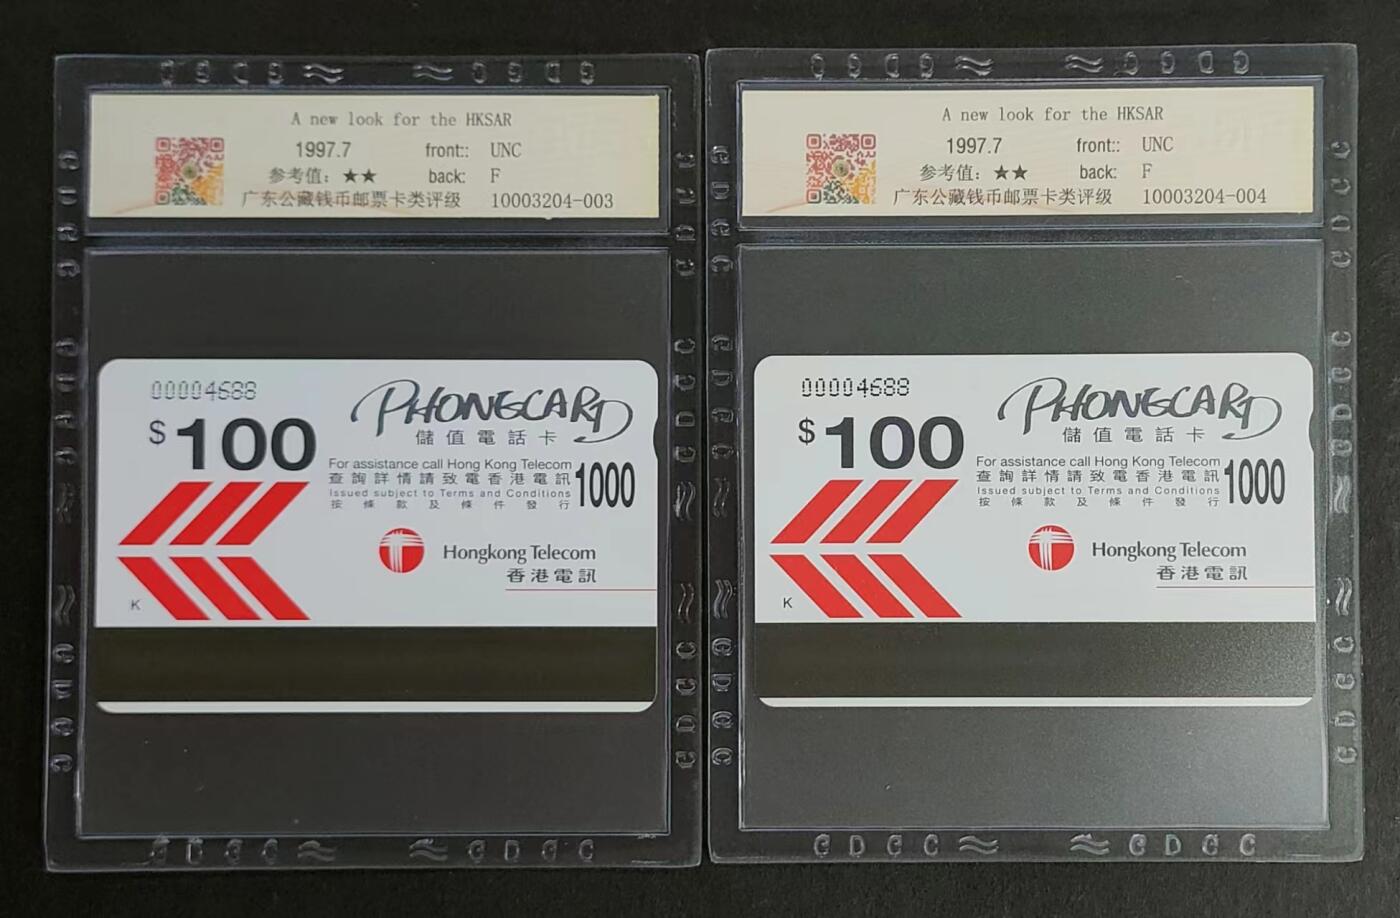 A new look for the HKSAR
1997.7 front:: UNC
参考值：★★ back: F
广东公藏钱币邮票卡类评级 10003204-003
00004688
PHONECARD
$100
儲值電話卡
For assistance call Hong Kong Telecom
查詢詳情請致電香港電訊
1000
Issued subject to Terms and Conditions
按條款及條件發行
Hongkong Telecom
香港電訊
K
A new look for the HKSAR
1997.7 front:: UNC
参考值：★★ back: F
广东公藏钱币邮票卡类评级 10003204-004
00004688
PHONECARD
$100
儲值電話卡
For assistance call Hong Kong Telecom
查詢詳情請致電香港電訊
1000
Issued subject to Terms and Conditions
按條款及條件發行
Hongkong Telecom
香港電訊
K